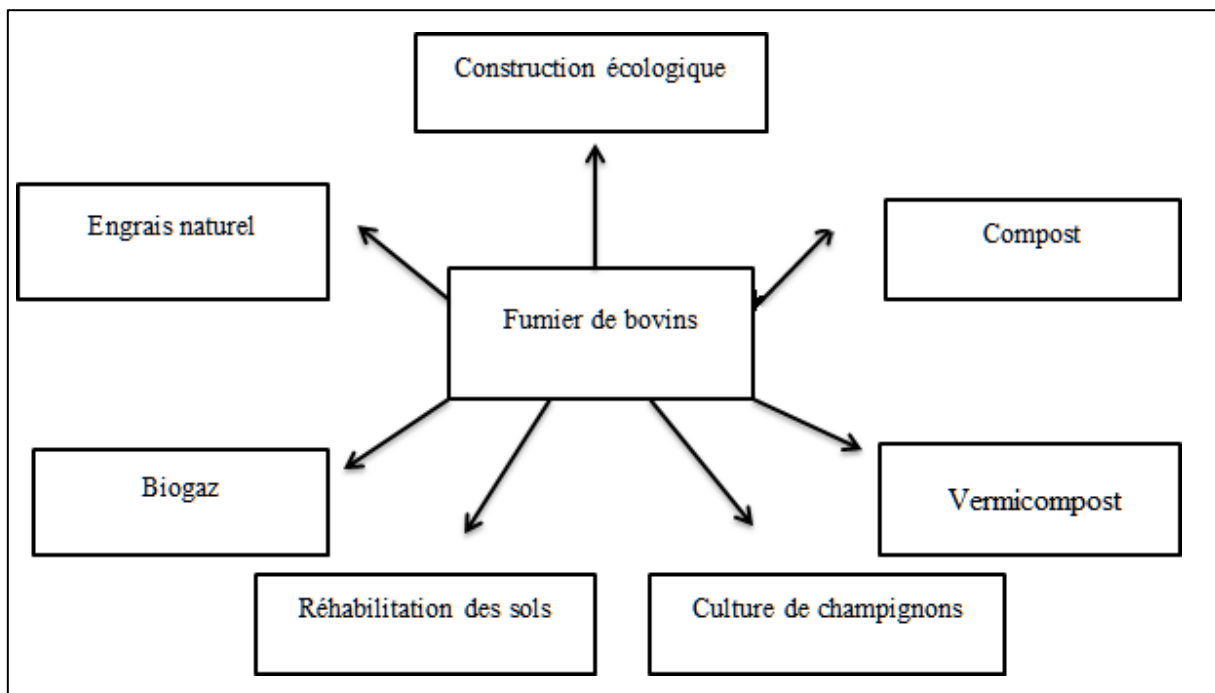 Construction écologique
Engrais naturel
Compost
Fumier de bovins
Biogaz
Vermicompost
Réhabilitation des sols
Culture de champignons